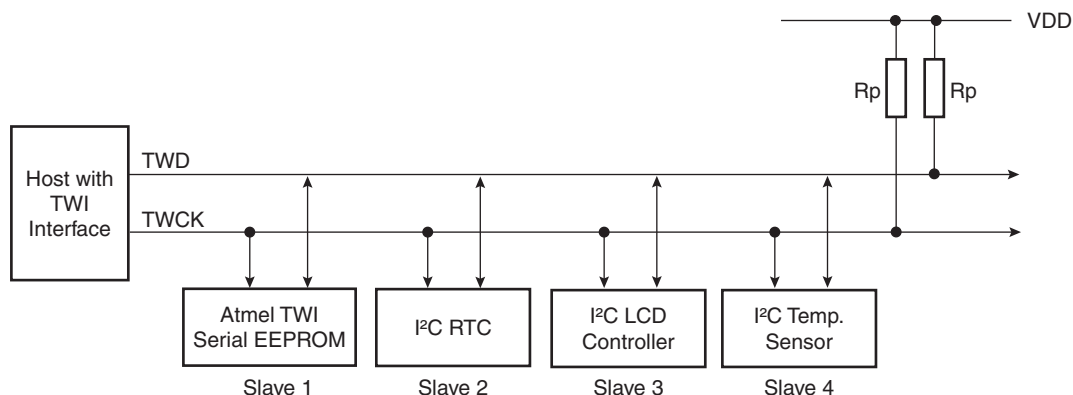 VDD
Rp
Rp
Host with
TWI
Interface
TWD
TWCK
Atmel TWI
Serial EEPROM
Slave 1
I²C RTC
Slave 2
I²C LCD
Controller
Slave 3
I²C Temp.
Sensor
Slave 4